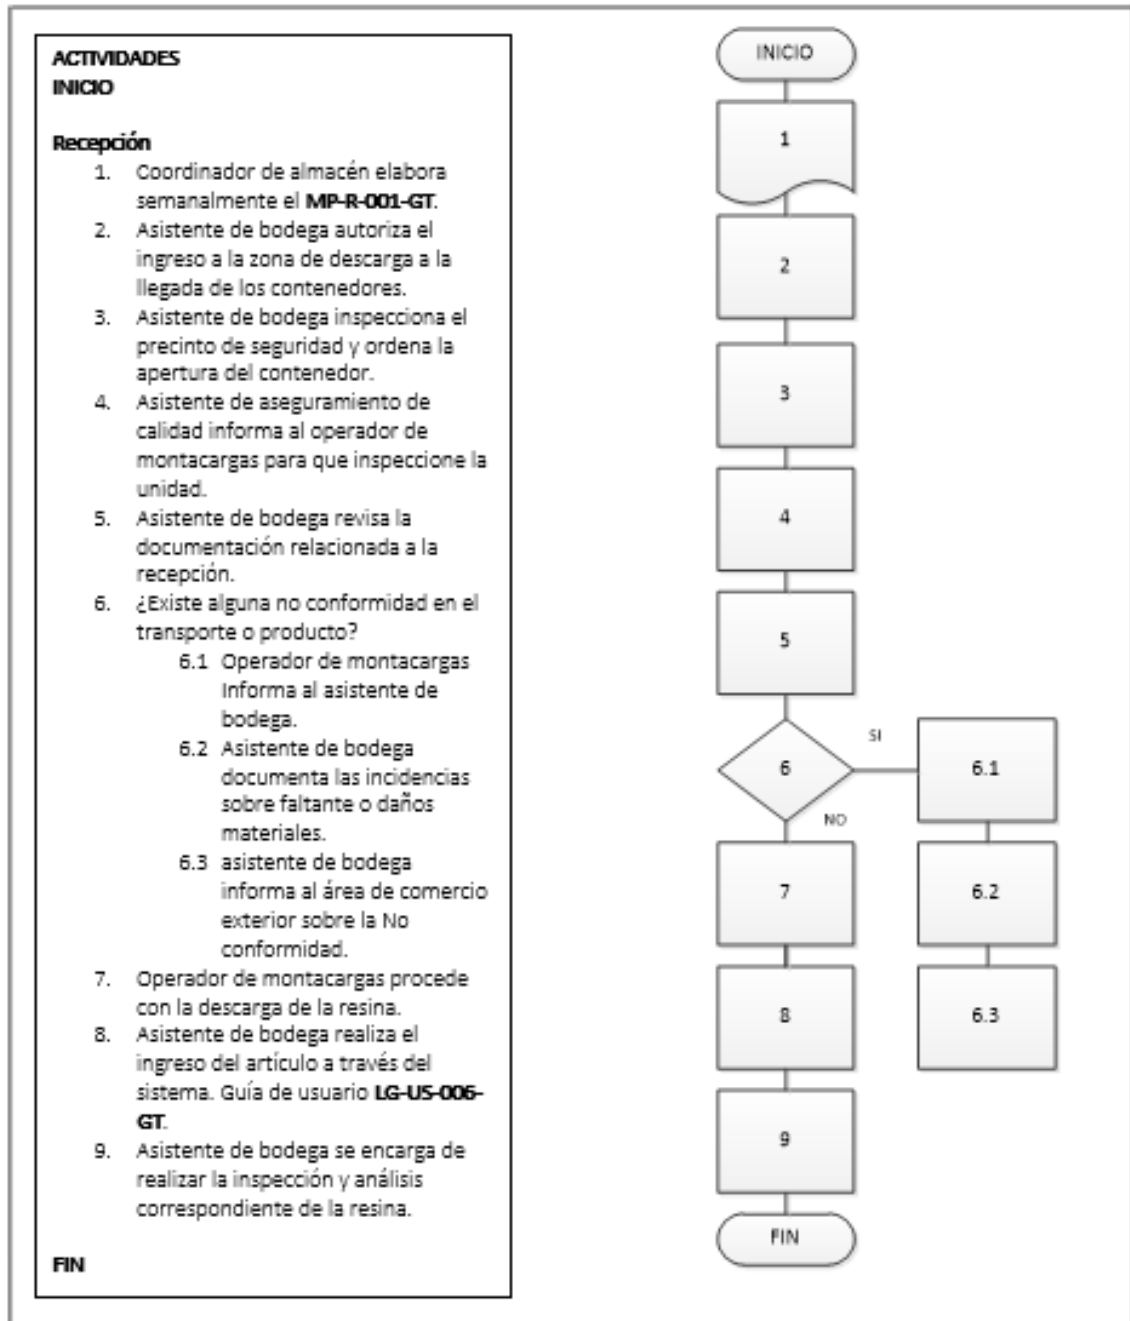 ACTIVIDADES
INICIO
Recepción
1. Coordinador de almacén elabora
semanalmente el MP-R-001-GT.
2. Asistente de bodega autoriza el
ingreso a la zona de descarga a la
llegada de los contenedores.
3. Asistente de bodega inspecciona el
precinto de seguridad y ordena la
apertura del contenedor.
4. Asistente de aseguramiento de
calidad informa al operador de
montacargas para que inspeccione la
unidad.
5. Asistente de bodega revisa la
documentación relacionada a la
recepción.
6. ¿Existe alguna no conformidad en el
transporte o producto?
6.1 Operador de montacargas
Informa al asistente de
bodega.
6.2 Asistente de bodega
documenta las incidencias
sobre faltante o daños
materiales.
6.3 asistente de bodega
informa al área de comercio
exterior sobre la No
conformidad.
7. Operador de montacargas procede
con la descarga de la resina.
8. Asistente de bodega realiza el
ingreso del artículo a través del
sistema. Guía de usuario LG-US-006-
GT.
9. Asistente de bodega se encarga de
realizar la inspección y análisis
correspondiente de la resina.
FIN
INICIO
1
2
3
4
5
6
SI
6.1
NO
7
6.2
8
6.3
9
FIN